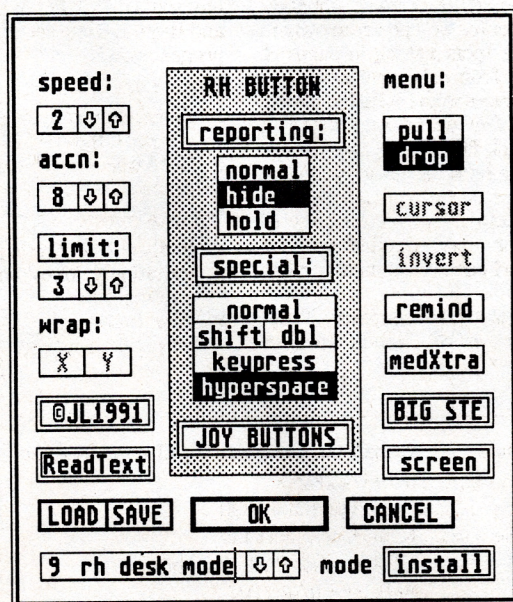 speed:
2
accn:
8
limit:
3
wrap:
X Y
©JL1991
ReadText
RH BUTTON
reporting:
normal
hide
hold
special:
normal
shift dbl
keypress
hyperspace
JOY BUTTONS
menu:
pull
drop
cursor
invert
remind
medXtra
BIG STE
screen
LOAD SAVE OK CANCEL
9 rh desk mode mode install